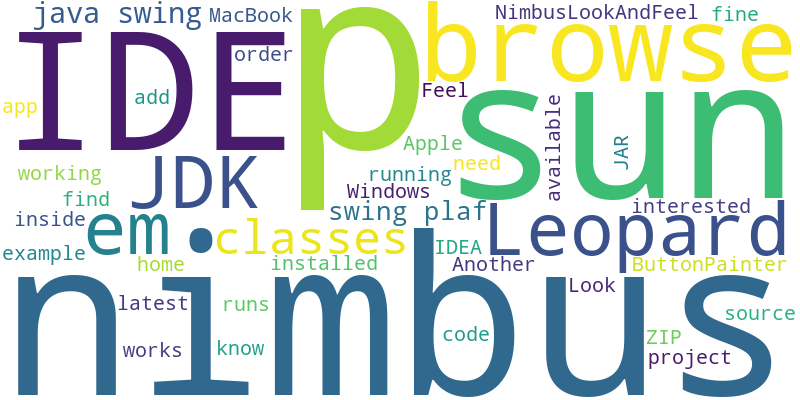 java swing
MacBook
NimbusLookAndFeel
fine
IDE
p
browse
order
app
add
Feel
sun
available
JAR
Apple
working
JDK
running
need
find
Windows
inside
em
classes
swing plaf
Leopard
interested
example
home
installed
IDEA
Another
ButtonPainter
nimbus
latest
runs
Look
source
works
know
code
ZIP
project